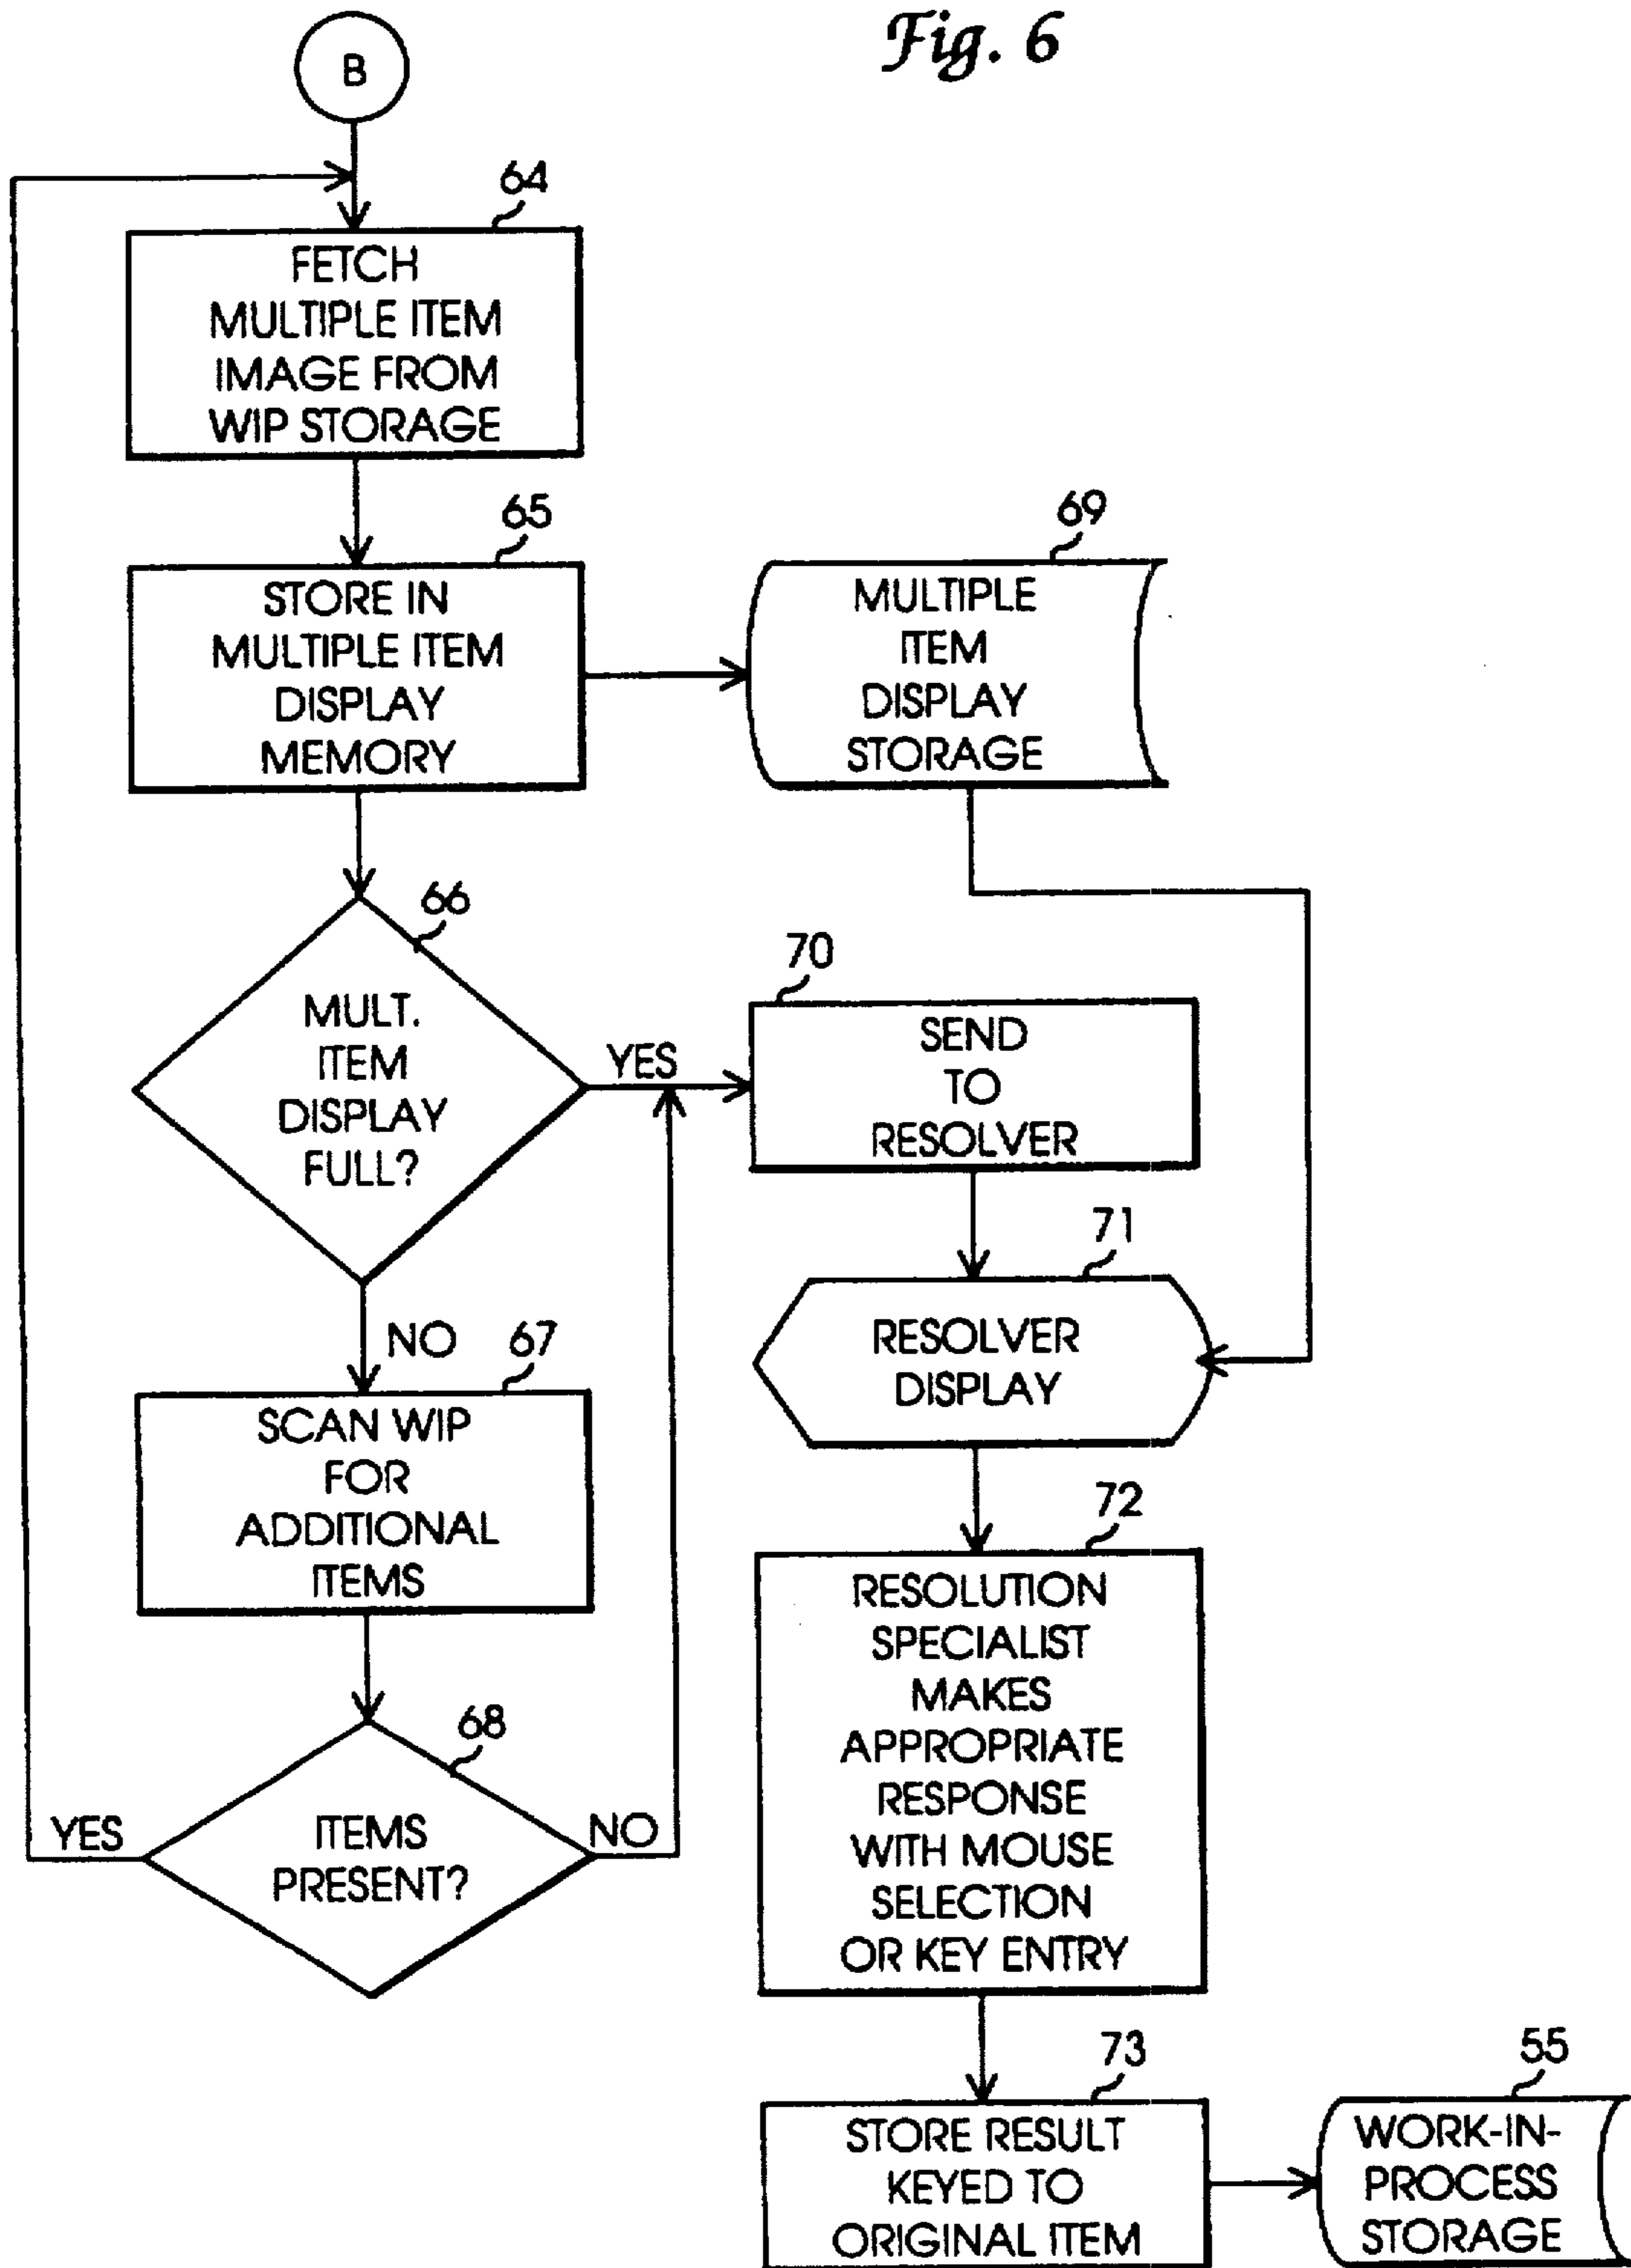 Fig. 6
B
64
FETCH
MULTIPLE ITEM
IMAGE FROM
WIP STORAGE
65
STORE IN
MULTIPLE ITEM
DISPLAY
MEMORY
69
MULTIPLE
ITEM
DISPLAY
STORAGE
66
MULT.
ITEM
DISPLAY
FULL?
YES
NO
70
SEND
TO
RESOLVER
71
RESOLVER
DISPLAY
67
SCAN WIP
FOR
ADDITIONAL
ITEMS
68
ITEMS
PRESENT?
YES
NO
72
RESOLUTION
SPECIALIST
MAKES
APPROPRIATE
RESPONSE
WITH MOUSE
SELECTION
OR KEY ENTRY
73
STORE RESULT
KEYED TO
ORIGINAL ITEM
55
WORK-IN-
PROCESS
STORAGE